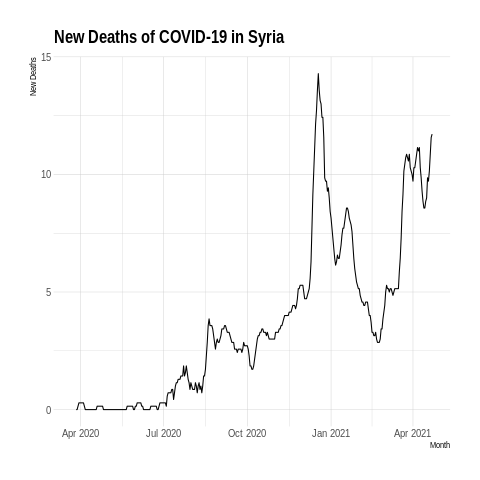 New Deaths of COVID-19 in Syria
New Deaths
15
10
5
0
Apr 2020
Jul 2020
Oct 2020
Jan 2021
Apr 2021
Month